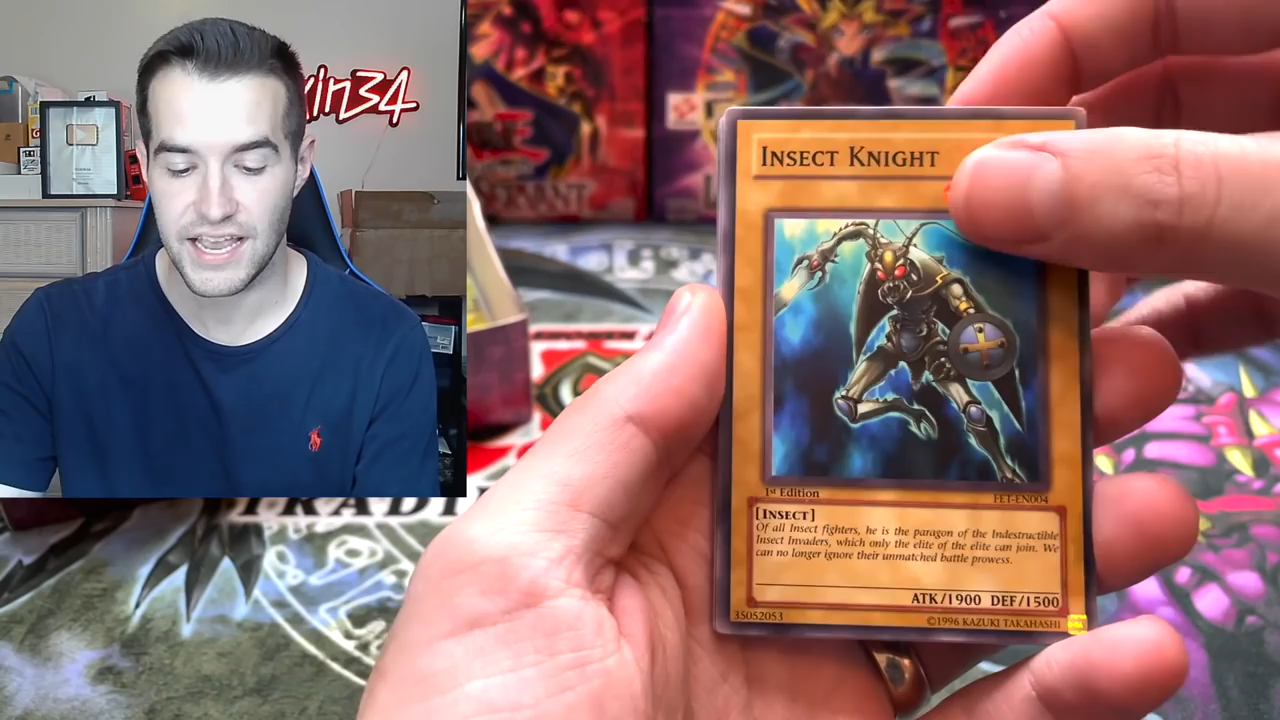 in34
INSECT KNIGHT
1st Edition
FET-EN004
[INSECT]
Of all Insect fighters, he is the paragon of the Indestructible
Insect Invaders, which only the elite of the elite can join. We
can no longer ignore their unmatched battle prowess.
ATK/1900 DEF/1500
35052053
©1996 KAZUKI TAKAHASHI